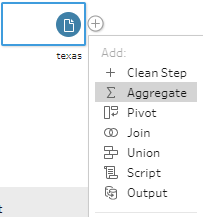 texas
Add:
Clean Step
Aggregate
Pivot
Join
Union
Script
Output